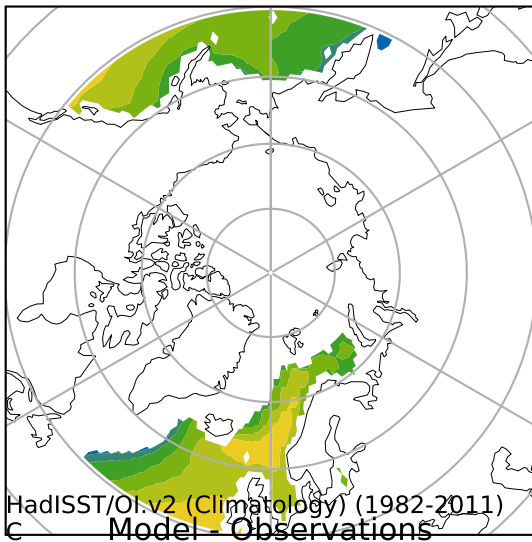 HadISST/OI.v2 (Climatology) (1982-2011)
C Model - Observations